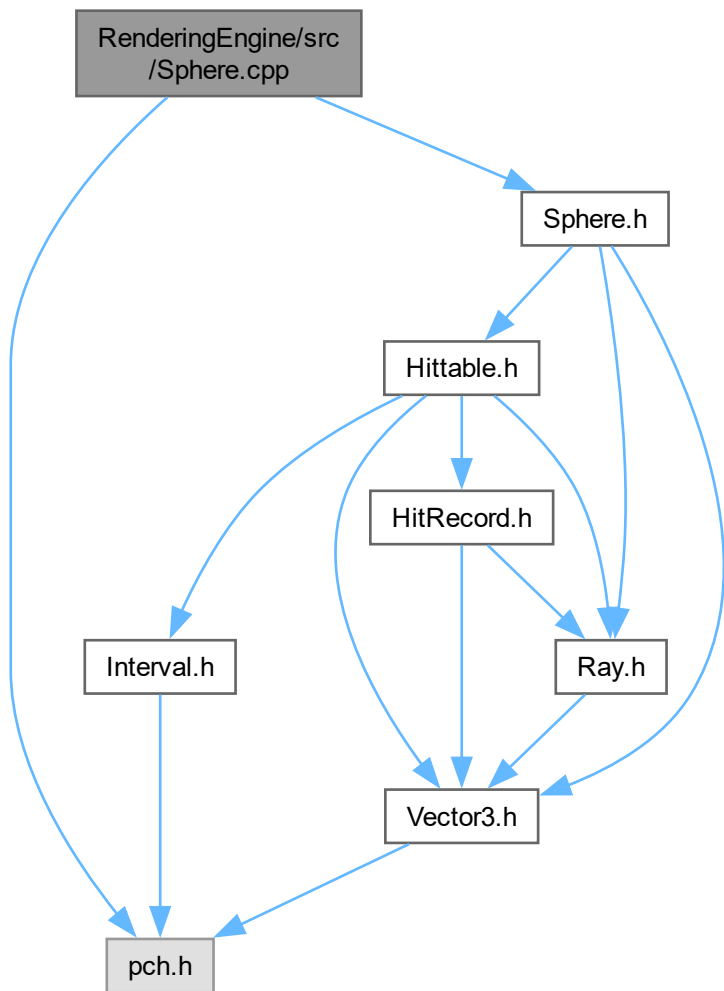 RenderingEngine/src
/Sphere.cpp
Sphere.h
Hittable.h
HitRecord.h
Interval.h
Ray.h
Vector3.h
pch.h